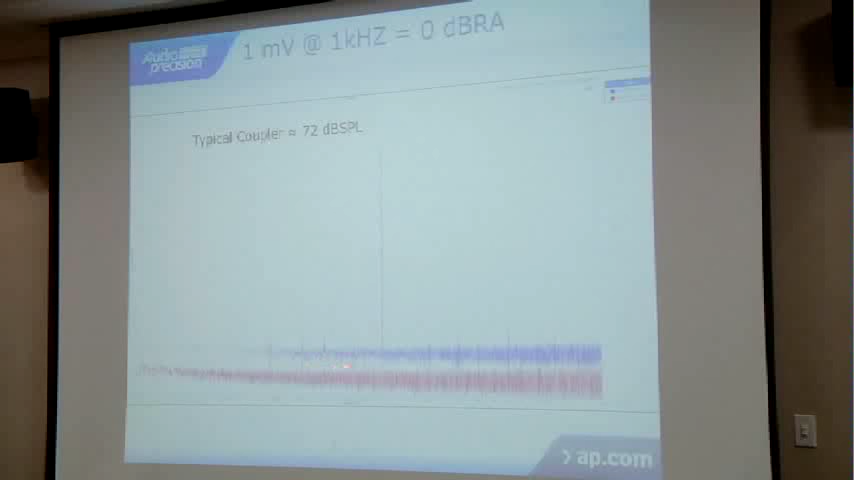 Audio
precision
1 mV @ 1kHZ = 0 dBRA
Typical Coupler ≈ 72 dBSPL
ap.com